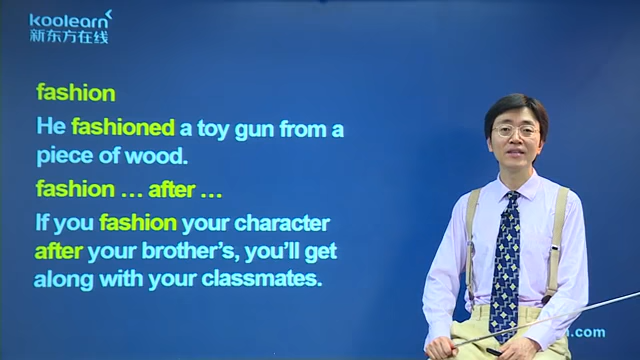 koolearn
新东方在线
fashion
He fashioned a toy gun from a
piece of wood.
fashion … after …
If you fashion your character
after your brother’s, you’ll get
along with your classmates.
.com